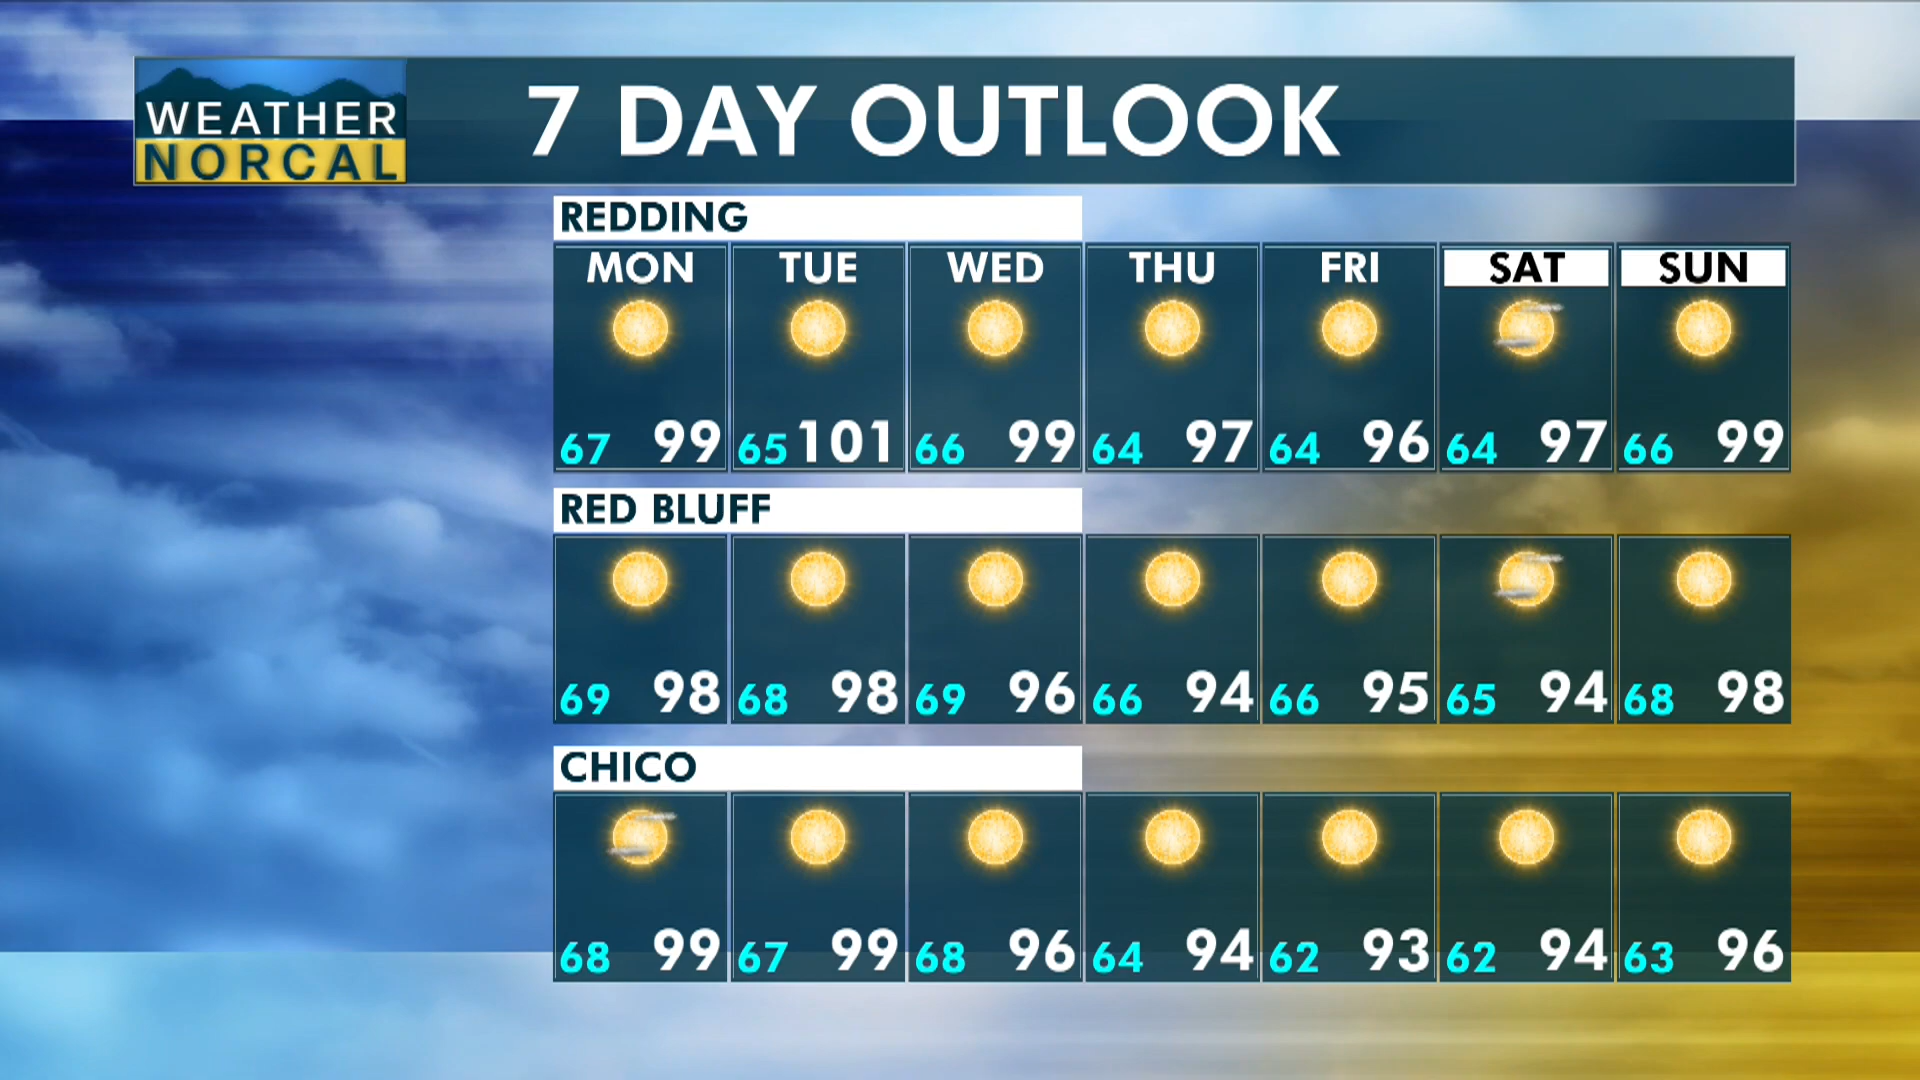 WEATHER
NORCAL
7 DAY OUTLOOK
REDDING
MON TUE WED THU FRI SAT SUN
67 99 65 101 66 99 64 97 64 96 64 97 66 99
RED BLUFF
69 98 68 98 69 96 66 94 66 95 65 94 68 98
CHICO
68 99 67 99 68 96 64 94 62 93 62 94 63 96